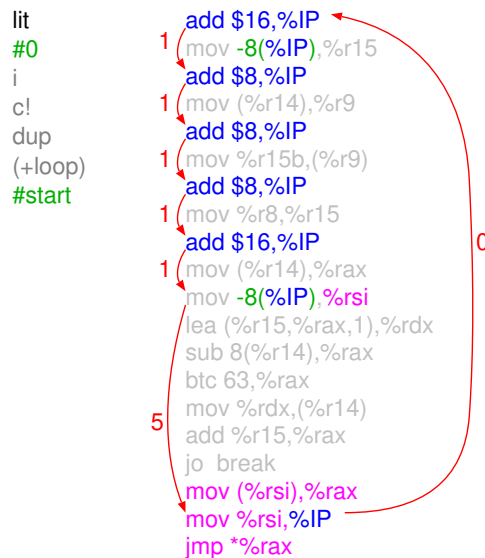 lit
#0
i
c!
dup
(+loop)
#start
add $16,%IP
mov -8(%IP),%r15
add $8,%IP
mov (%r14),%r9
add $8,%IP
mov %r15b,(%r9)
add $8,%IP
mov %r8,%r15
add $16,%IP
mov (%r14),%rax
mov -8(%IP),%rsi
lea (%r15,%rax,1),%rdx
sub 8(%r14),%rax
btc 63,%rax
mov %rdx,(%r14)
add %r15,%rax
jo break
mov (%rsi),%rax
mov %rsi,%IP
jmp *%rax
1
1
1
1
1
5
0